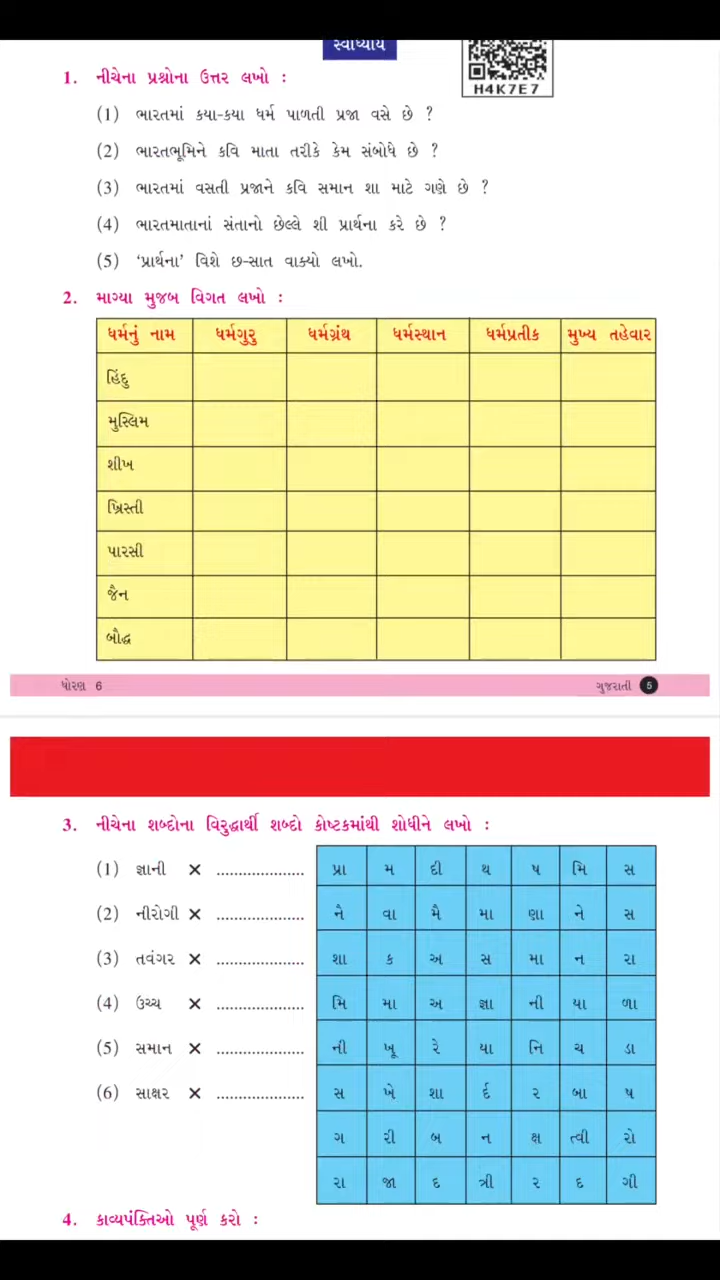 સ્વાધ્યાય
H4K7E7
1. નીચેના પ્રશ્નોના ઉત્તર લખો :
(1) ભારતમાં કયા-કયા ધર્મ પાળતી પ્રજા વસે છે ?
(2) ભારતભૂમિને કવિ માતા તરીકે કેમ સંબોધે છે ?
(3) ભારતમાં વસતી પ્રજાને કવિ સમાન શા માટે ગણે છે ?
(4) ભારતમાતાનાં સંતાનો છેલ્લે શી પ્રાર્થના કરે છે ?
(5) ‘પ્રાર્થના’ વિશે છ-સાત વાક્યો લખો.
2. માગ્યા મુજબ વિગત લખો :
ધર્મનું નામ ધર્મગુરુ ધર્મગ્રંથ ધર્મસ્થાન ધર્મપ્રતીક મુખ્ય તહેવાર
હિંદુ
મુસ્લિમ
શીખ
ખ્રિસ્તી
પારસી
જૈન
બૌદ્ધ
ધોરણ 6 ગુજરાતી 5
3. નીચેના શબ્દોના વિરુદ્ધાર્થી શબ્દો કોષ્ટકમાંથી શોધીને લખો :
(1) જ્ઞાની × .................... પ્રા મ દી થ ષ મિ સ
(2) નીરોગી × .................... નૈ વા મૈ મા ણા ને સ
(3) તવંગર × .................... શા ક અ સ મા ન રા
(4) ઉચ્ચ × .................... મિ મા અ જ્ઞા ની યા ળા
(5) સમાન × .................... ની ખૂ રે યા નિ ચ ડા
(6) સાક્ષર × .................... સ ખે શા ર્દ ર બા ષ
ગ રી બ ન ક્ષ ત્વી રો
રા જા દ ત્રી ર દ ગી
4. કાવ્યપંક્તિઓ પૂર્ણ કરો :